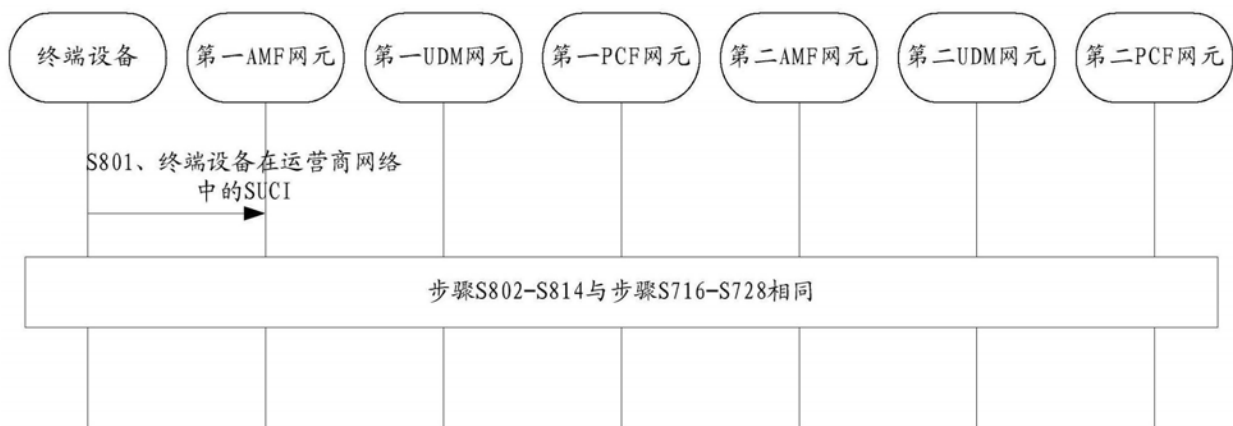 终端设备
第一AMF网元
第一UDM网元
第一PCF网元
第二AMF网元
第二UDM网元
第二PCF网元
S801、终端设备在运营商网络
中的SUCI
步骤S802-S814与步骤S716-S728相同